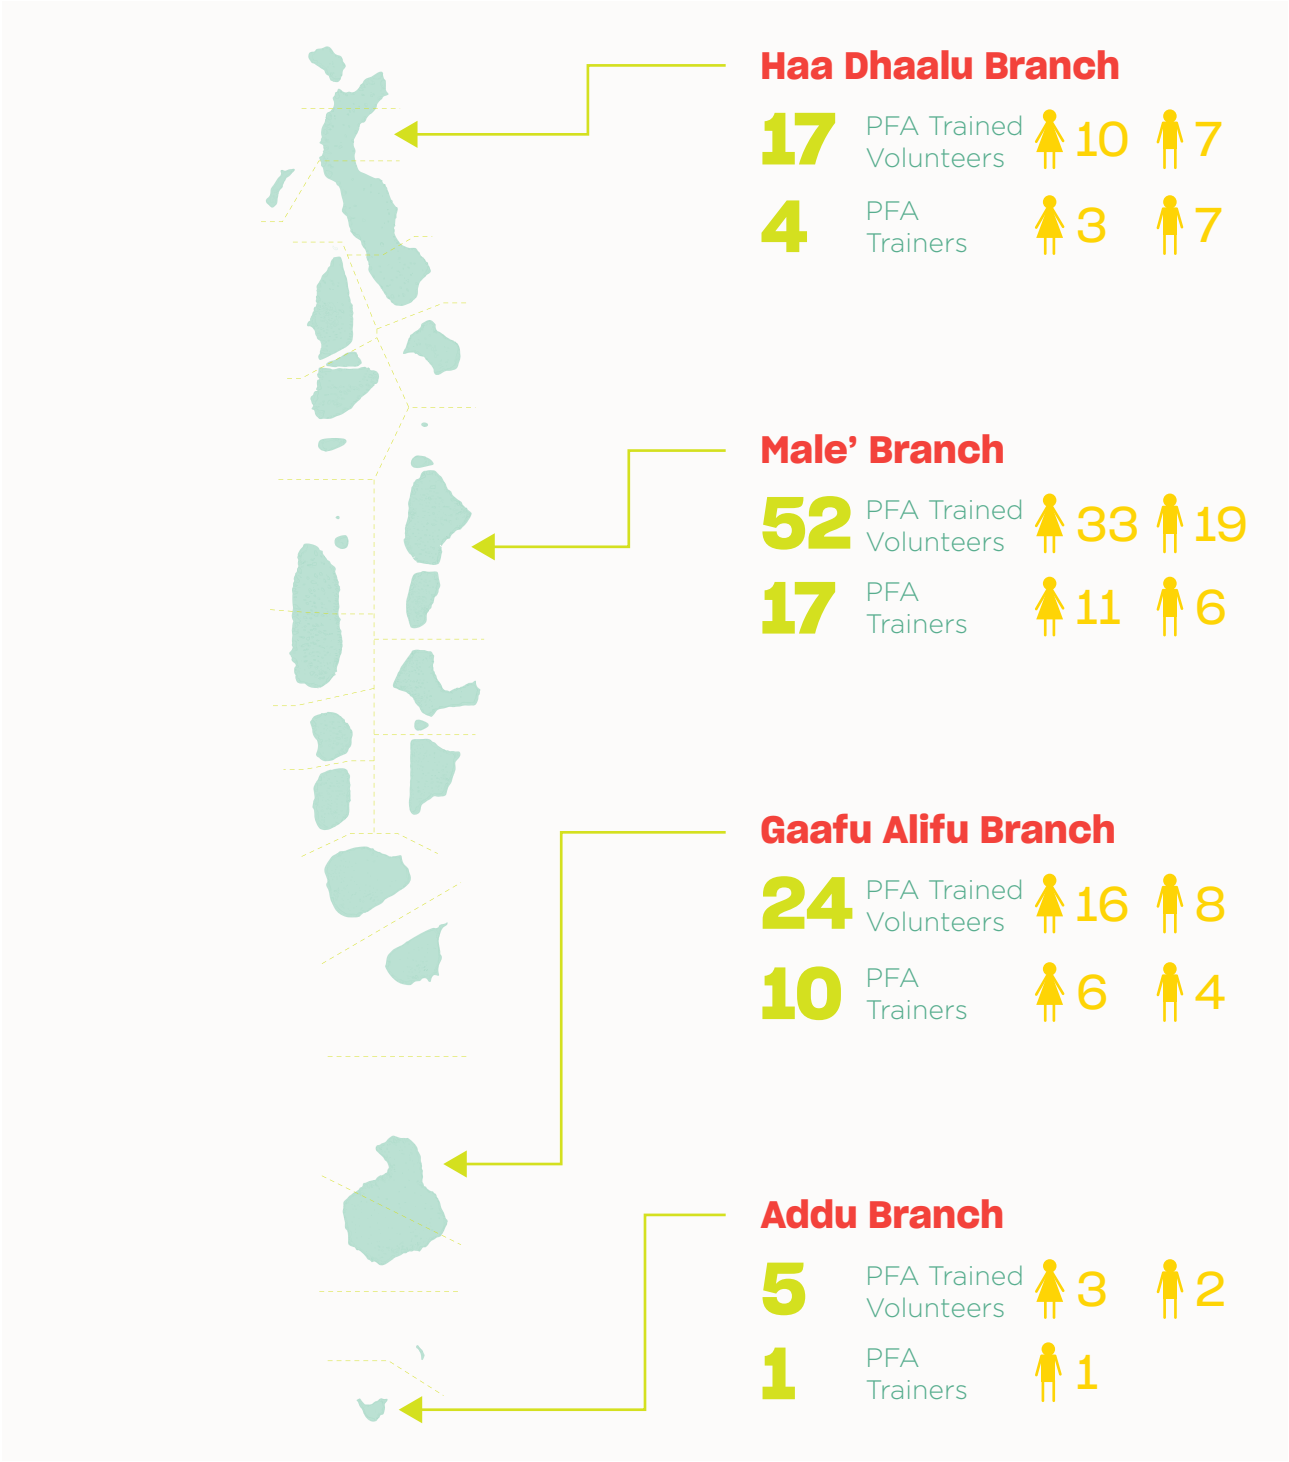 Haa Dhaalu Branch
17 PFA Trained Volunteers 10 7
4 PFA Trainers 3 7
Male’ Branch
52 PFA Trained Volunteers 33 19
17 PFA Trainers 11 6
Gaafu Alifu Branch
24 PFA Trained Volunteers 16 8
10 PFA Trainers 6 4
Addu Branch
5 PFA Trained Volunteers 3 2
1 PFA Trainers 1